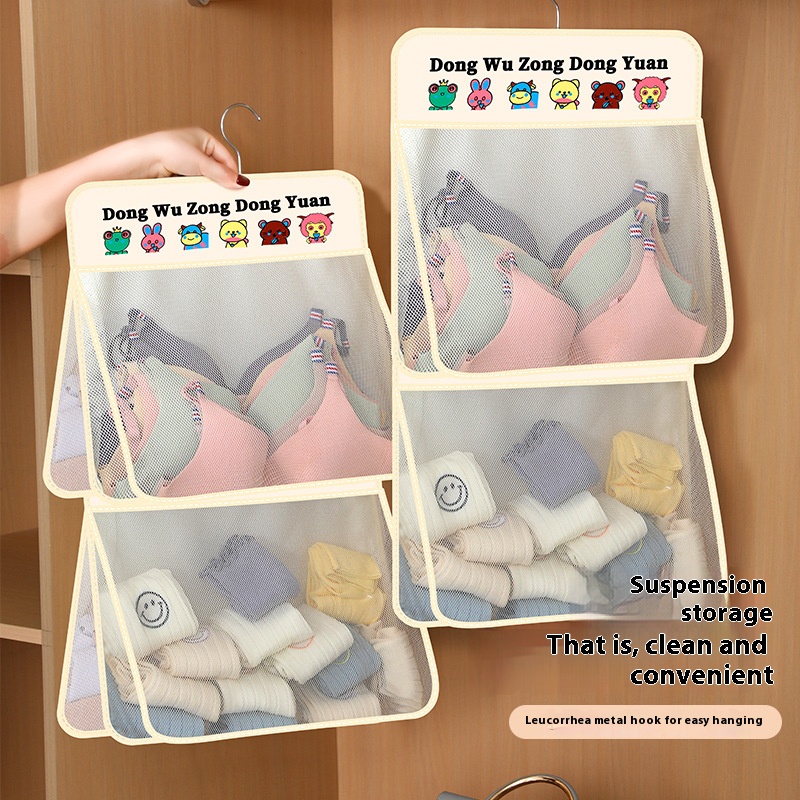 Dong Wu Zong Dong Yuan
Dong Wu Zong Dong Yuan
Suspension
storage
That is, clean and
convenient
Leucorrhea metal hook for easy hanging